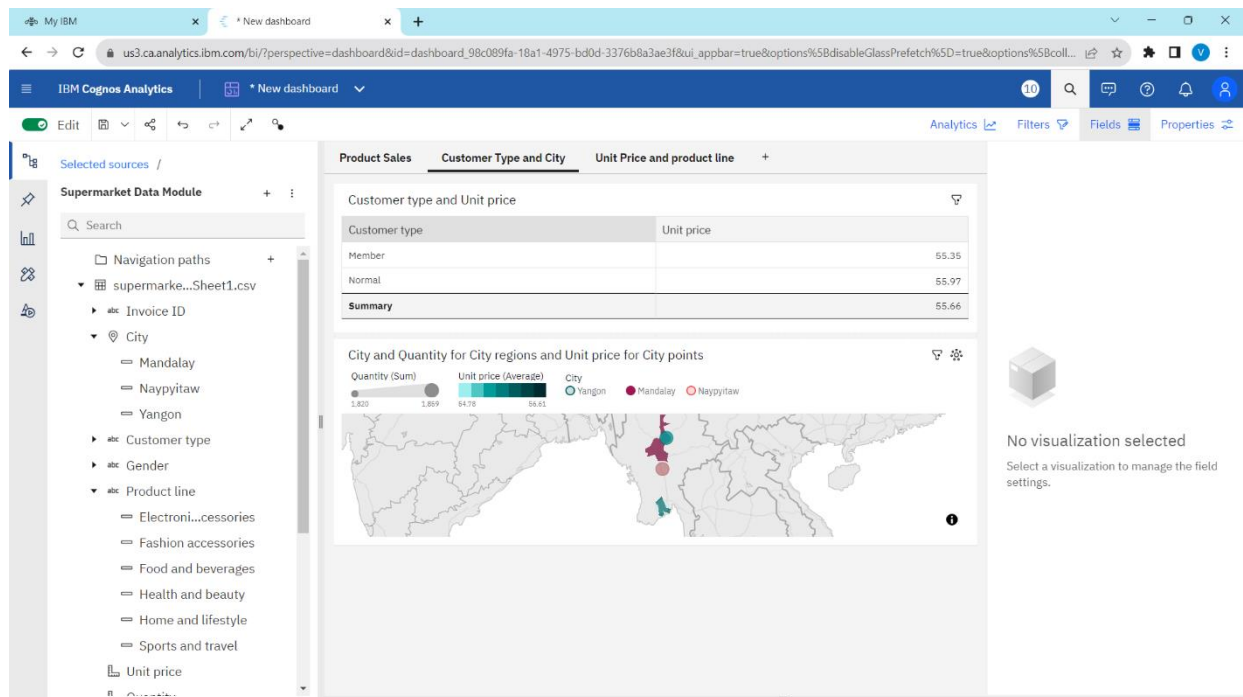 My IBM
* New dashboard
us3.ca.analytics.ibm.com/bi/?perspective=dashboard&id=dashboard_98c089fa-18a1-4975-bd0d-3376b8a3ae3f&ui_appbar=true&options%5BdisableGlassPrefetch%5D=true&options%5Bcoll...
V
IBM Cognos Analytics
* New dashboard
10
Edit
Analytics
Filters
Fields
Properties
Selected sources /
Supermarket Data Module
Search
Navigation paths
supermarke...Sheet1.csv
abc Invoice ID
City
Mandalay
Naypyitaw
Yangon
abc Customer type
abc Gender
abc Product line
Electroni...cessories
Fashion accessories
Food and beverages
Health and beauty
Home and lifestyle
Sports and travel
Unit price
Quantity
Product Sales
Customer Type and City
Unit Price and product line
Customer type and Unit price
Customer type Unit price
Member 55.35
Normal 55.97
Summary 55.66
City and Quantity for City regions and Unit price for City points
Quantity (Sum)
1,820 1,859
Unit price (Average)
54.78 56.61
City
Yangon Mandalay Naypyitaw
No visualization selected
Select a visualization to manage the field
settings.